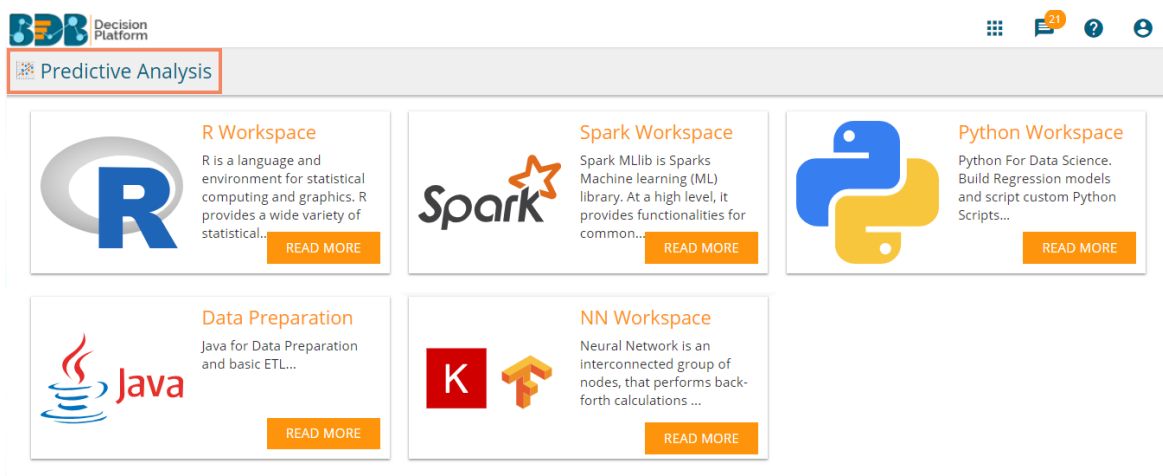 BDB Decision
Platform
21
Predictive Analysis
R
R Workspace
R is a language and
environment for statistical
computing and graphics. R
provides a wide variety of
statistical...
READ MORE
Spark
Spark Workspace
Spark MLlib is Sparks
Machine learning (ML)
library. At a high level, it
provides functionalities for
common...
READ MORE
Python Workspace
Python For Data Science.
Build Regression models
and script custom Python
Scripts...
READ MORE
Java
Data Preparation
Java for Data Preparation
and basic ETL...
READ MORE
K
NN Workspace
Neural Network is an
interconnected group of
nodes, that performs back-
forth calculations ...
READ MORE